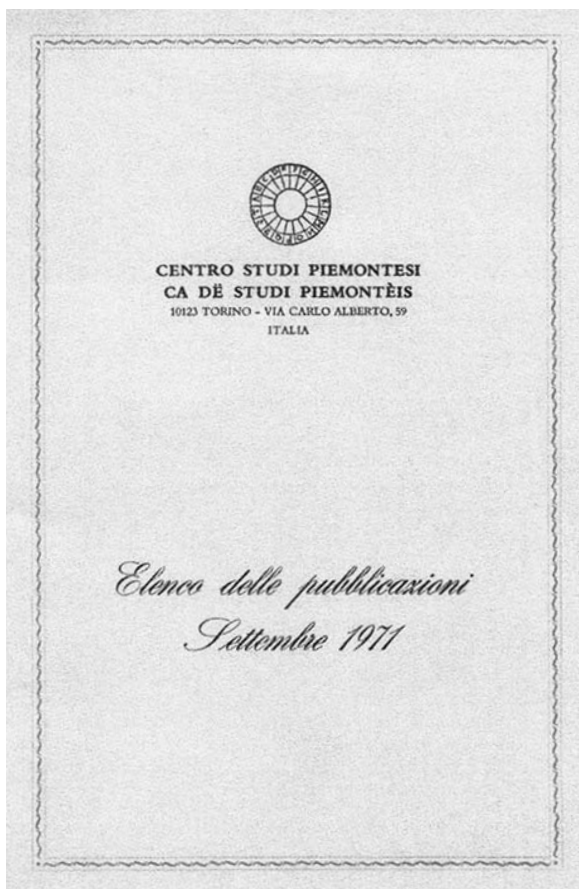 CENTRO STUDI PIEMONTESI
CA DË STUDI PIEMONTÈIS
10123 TORINO - VIA CARLO ALBERTO, 59
ITALIA
Elenco delle pubblicazioni
Settembre 1971